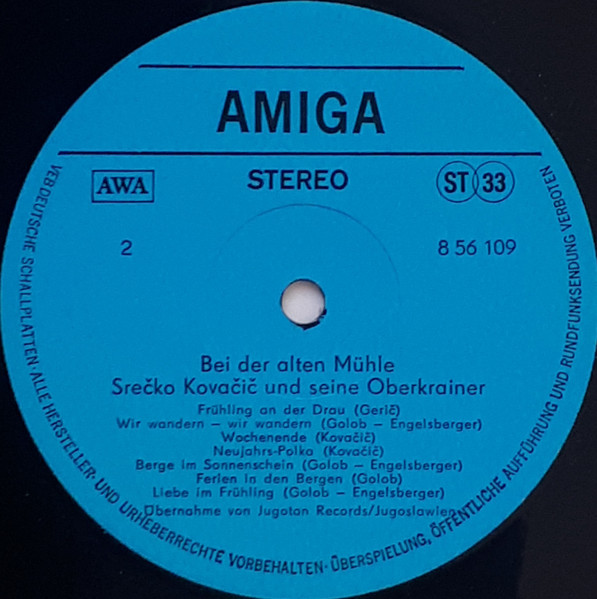 AMIGA
AWA
STEREO
ST 33
2
8 56 109
Bei der alten Mühle
Srečko Kovačič und seine Oberkrainer
Frühling an der Drau (Gerič)
Wir wandern – wir wandern (Golob – Engelsberger)
Wochenende (Kovačič)
Neujahrs-Polka (Kovačič)
Berge im Sonnenschein (Golob – Engelsberger)
Ferien in den Bergen (Golob)
Liebe im Frühling (Golob – Engelsberger)
Übernahme von Jugotan Records/Jugoslawien
VEB DEUTSCHE SCHALLPLATTEN · ALLE HERSTELLER- UND URHEBERRECHTE VORBEHALTEN · ÜBERSPIELUNG, ÖFFENTLICHE AUFFÜHRUNG UND RUNDFUNKSENDUNG VERBOTEN